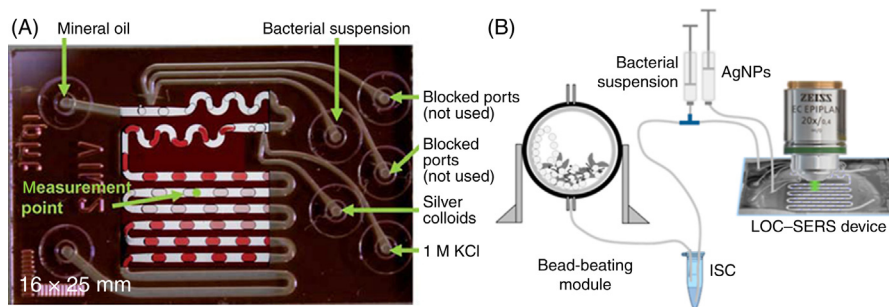 (A)
Mineral oil
Bacterial suspension
Blocked ports
(not used)
Blocked
ports
(not used)
Measurement
point
Silver
colloids
1 M KCl
16 × 25 mm
(B)
Bacterial
suspension
AgNPs
ZEISS
EC EPIPLAN
20x/0.4
LOC–SERS device
Bead-beating
module
ISC